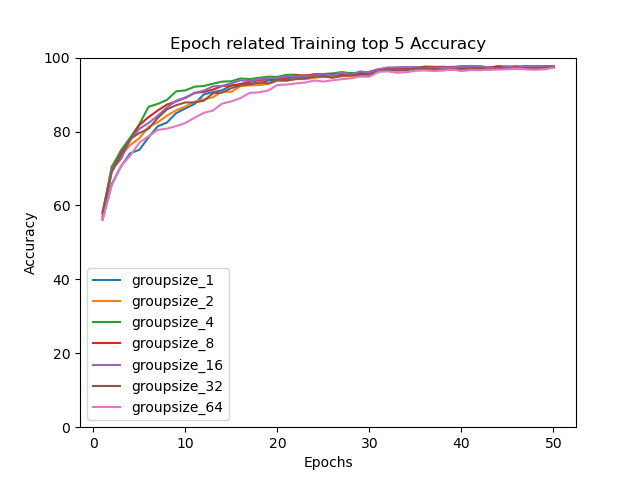 Epoch related Training top 5 Accuracy
100
80
60
40
20
0
Accuracy
groupsize_1
groupsize_2
groupsize_4
groupsize_8
groupsize_16
groupsize_32
groupsize_64
0 10 20 30 40 50
Epochs